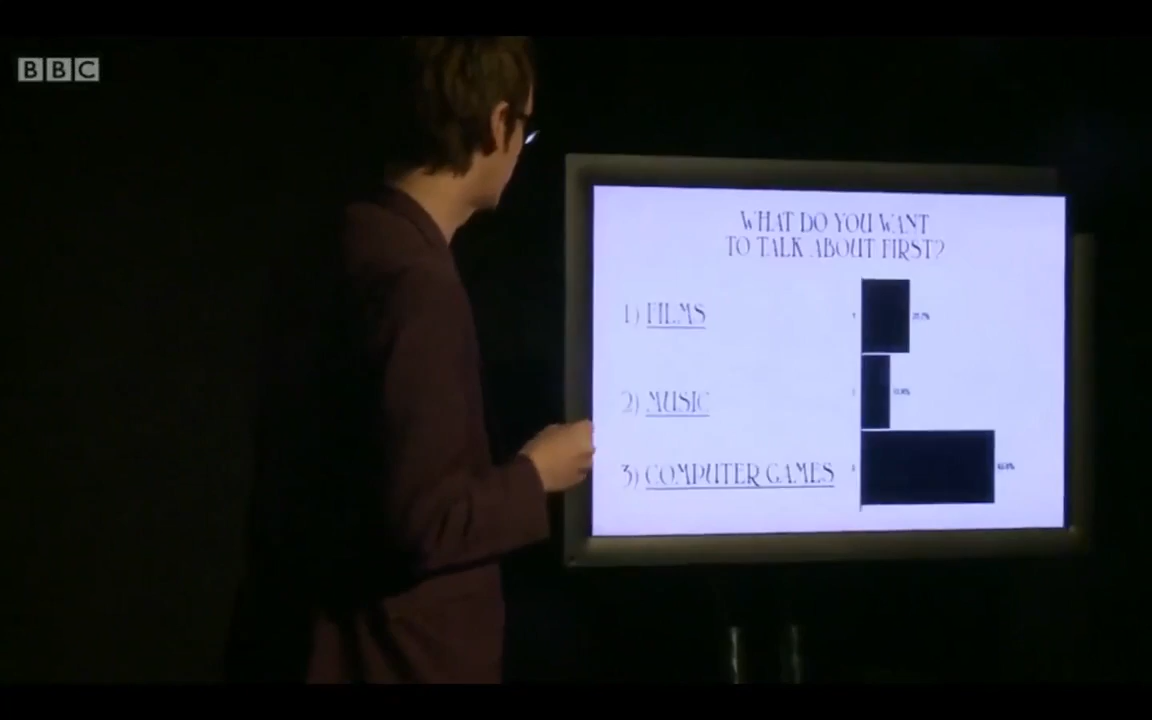 BBC
WHAT DO YOU WANT
TO TALK ABOUT FIRST?
1) FILMS
2) MUSIC
3) COMPUTER GAMES